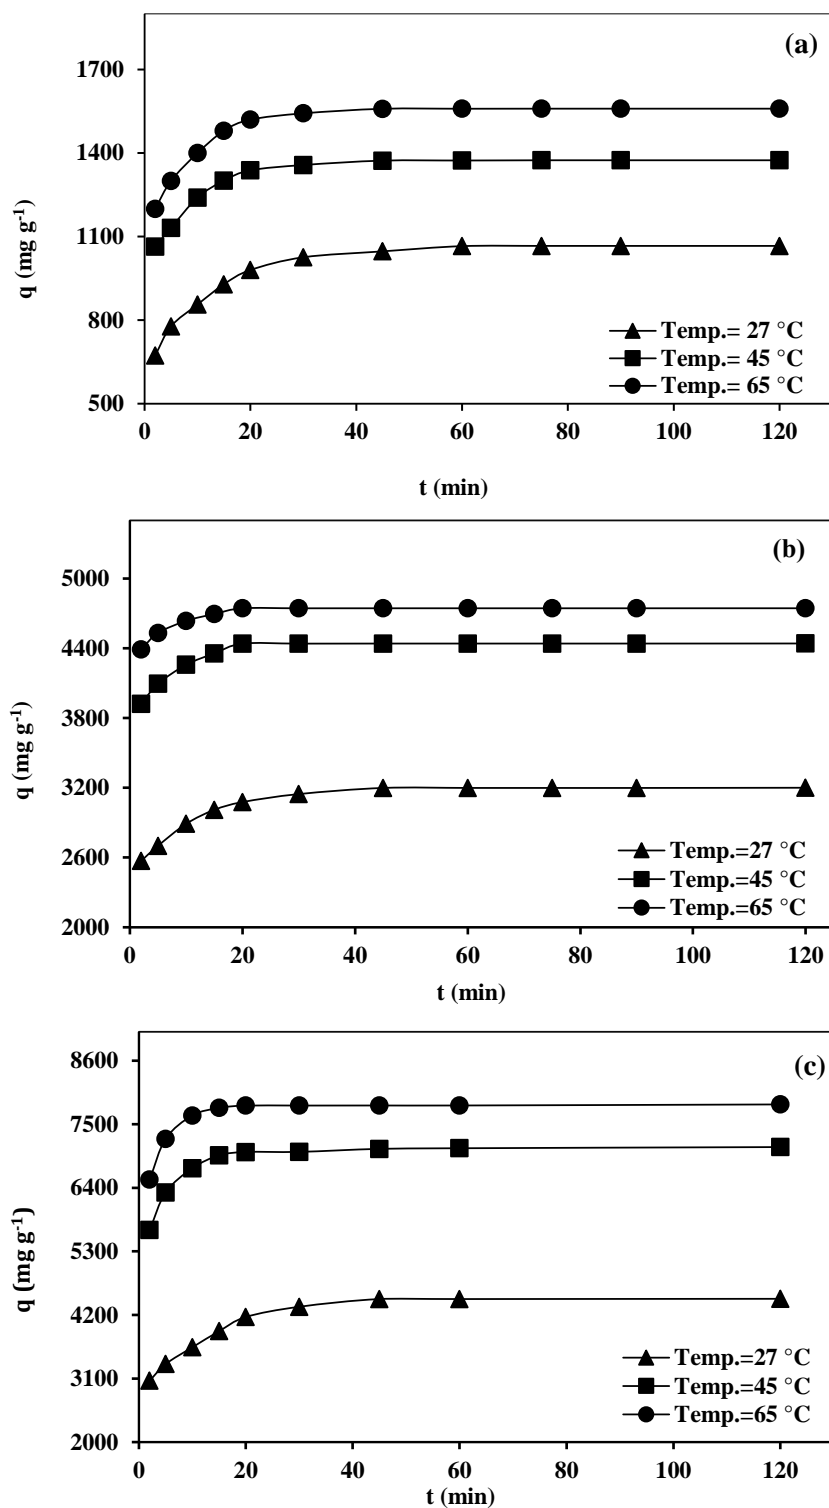 (a)
1700
1400
1100
800
500
q (mg g-1)
Temp.= 27 °C
Temp.= 45 °C
Temp.= 65 °C
0 20 40 60 80 100 120
t (min)
(b)
5000
4400
3800
3200
2600
2000
q (mg g-1)
Temp.=27 °C
Temp.=45 °C
Temp.=65 °C
0 20 40 60 80 100 120
t (min)
(c)
8600
7500
6400
5300
4200
3100
2000
q (mg g-1)
Temp.=27 °C
Temp.=45 °C
Temp.=65 °C
0 20 40 60 80 100 120
t (min)